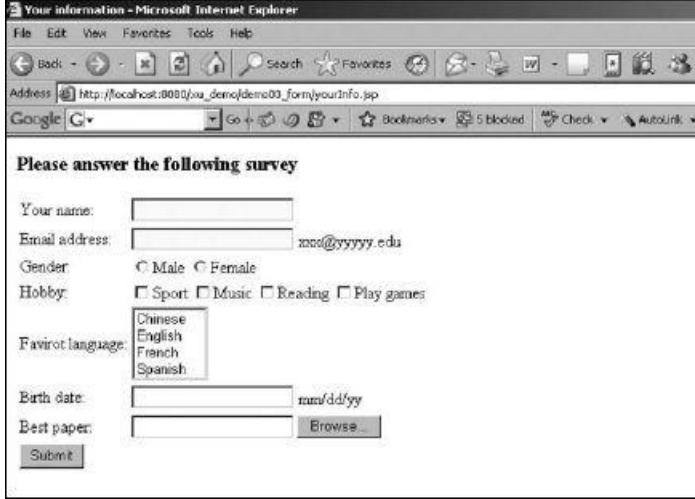 Your information - Microsoft Internet Explorer
File Edit View Favorites Tools Help
Back - Search Favorites
Address http://localhost:8080/xu_demo/demo03_form/yourInfo.jsp
Google G Go Bookmarks 5 blocked Check AutoLink
Please answer the following survey
Your name:
Email address: xxx@yyyyy.edu
Gender: Male Female
Hobby: Sport Music Reading Play games
Chinese
English
Favirot language:
French
Spanish
Birth date: mm/dd/yy
Best paper: Browse...
Submit